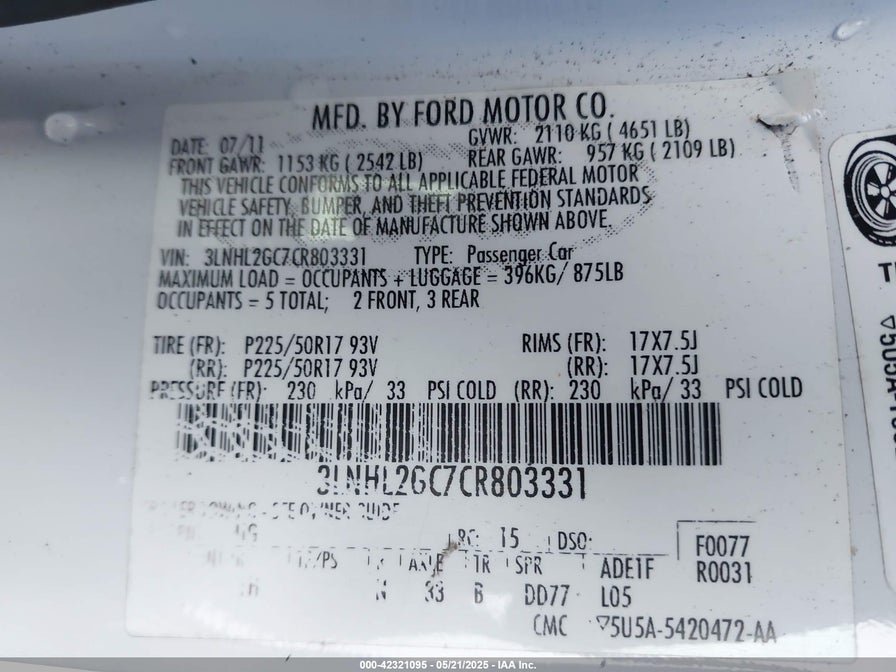 MFD. BY FORD MOTOR CO.
DATE: 07/11 GVWR: 2110 KG ( 4651 LB)
FRONT GAWR: 1153 KG ( 2542 LB) REAR GAWR: 957 KG ( 2109 LB)
THIS VEHICLE CONFORMS TO ALL APPLICABLE FEDERAL MOTOR
VEHICLE SAFETY, BUMPER, AND THEFT PREVENTION STANDARDS
IN EFFECT ON THE DATE OF MANUFACTURE SHOWN ABOVE.
VIN: 3LNHL2GC7CR803331 TYPE: Passenger Car
MAXIMUM LOAD = OCCUPANTS + LUGGAGE = 396KG/ 875LB
OCCUPANTS = 5 TOTAL; 2 FRONT, 3 REAR
TIRE (FR): P225/50R17 93V RIMS (FR): 17X7.5J
(RR): P225/50R17 93V (RR): 17X7.5J
PRESSURE (FR): 230 kPa/ 33 PSI COLD (RR): 230 kPa/ 33 PSI COLD
3LNHL2GC7CR803331
OWNER GUIDE
15 DSO: F0077
TR SPR ADE1F R0031
N 33 B DD77 L05
CMC ▽5U5A-5420472-AA
000-42321095 - 05/21/2025 - IAA Inc.